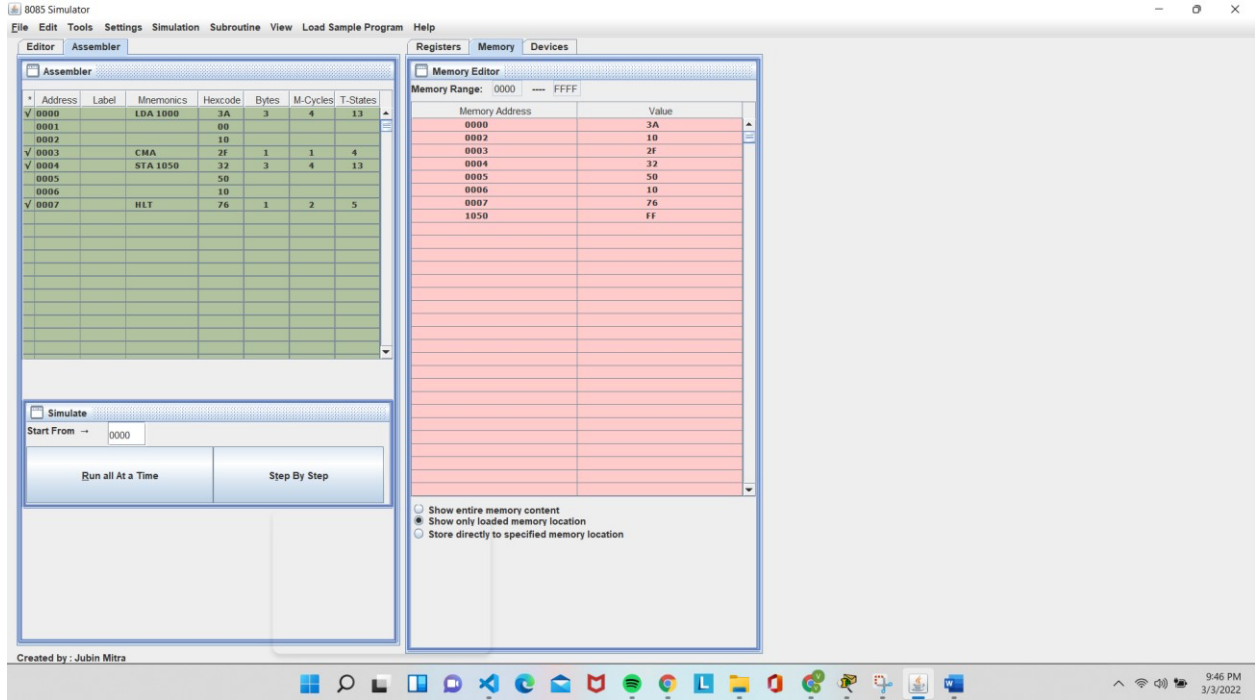 8085 Simulator
File Edit Tools Settings Simulation Subroutine View Load Sample Program Help
Editor Assembler
Assembler
* Address Label Mnemonics Hexcode Bytes M-Cycles T-States
√ 0000 LDA 1000 3A 3 4 13
0001 00
0002 10
√ 0003 CMA 2F 1 1 4
√ 0004 STA 1050 32 3 4 13
0005 50
0006 10
√ 0007 HLT 76 1 2 5
Simulate
Start From → 0000
Run all At a Time Step By Step
Registers Memory Devices
Memory Editor
Memory Range: 0000 ---- FFFF
Memory Address Value
0000 3A
0002 10
0003 2F
0004 32
0005 50
0006 10
0007 76
1050 FF
Show entire memory content
Show only loaded memory location
Store directly to specified memory location
Created by : Jubin Mitra
L
9:46 PM
3/3/2022